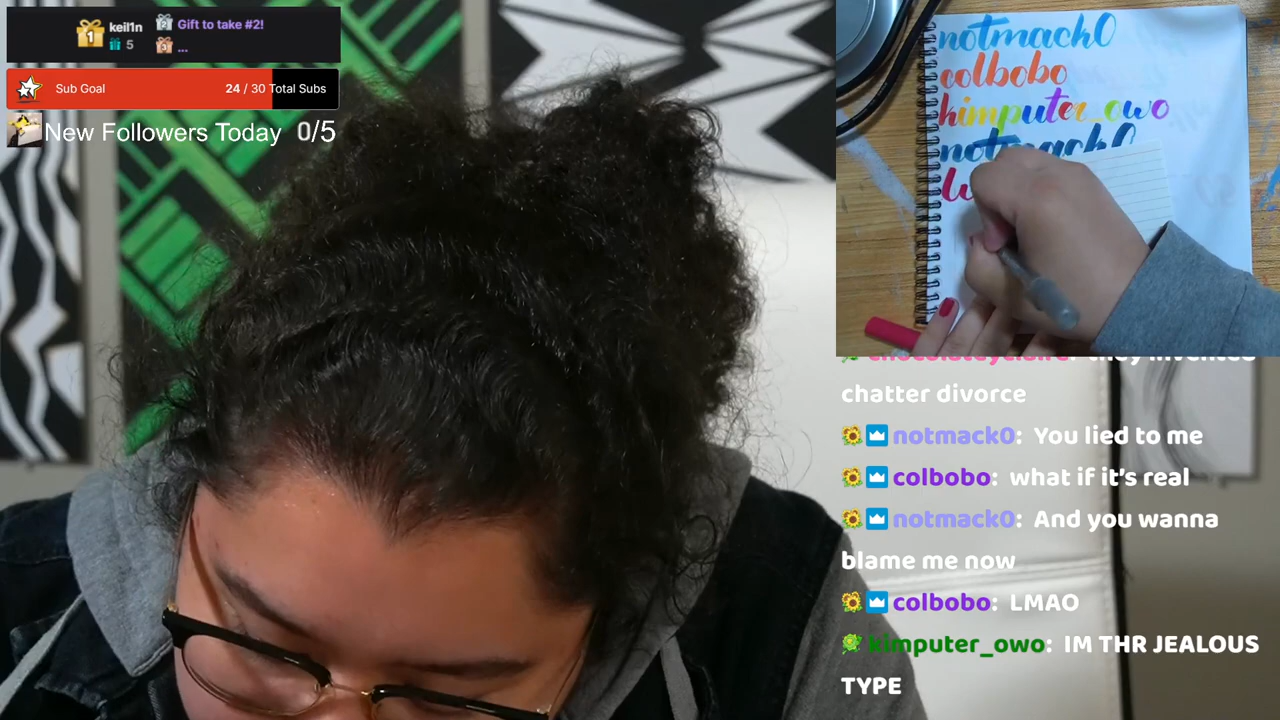 keil1n
5
Gift to take #2!
...
Sub Goal
24 / 30 Total Subs
New Followers Today 0/5
notmack0
colbobo
kimputer_owo
notmack0
chatter divorce
notmack0: You lied to me
colbobo: what if it's real
notmack0: And you wanna
blame me now
colbobo: LMAO
kimputer_owo: IM THR JEALOUS
TYPE